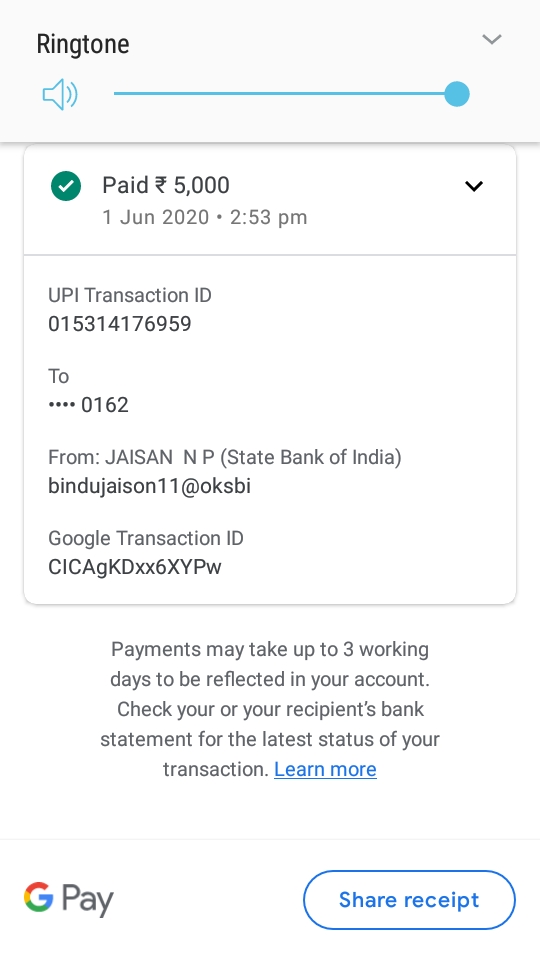 Ringtone
Paid ₹ 5,000
1 Jun 2020 • 2:53 pm
UPI Transaction ID
015314176959
To
•••• 0162
From: JAISAN  N P (State Bank of India)
bindujaison11@oksbi
Google Transaction ID
CICAgKDxx6XYPw
Payments may take up to 3 working
days to be reflected in your account.
Check your or your recipient's bank
statement for the latest status of your
transaction. Learn more
G Pay
Share receipt